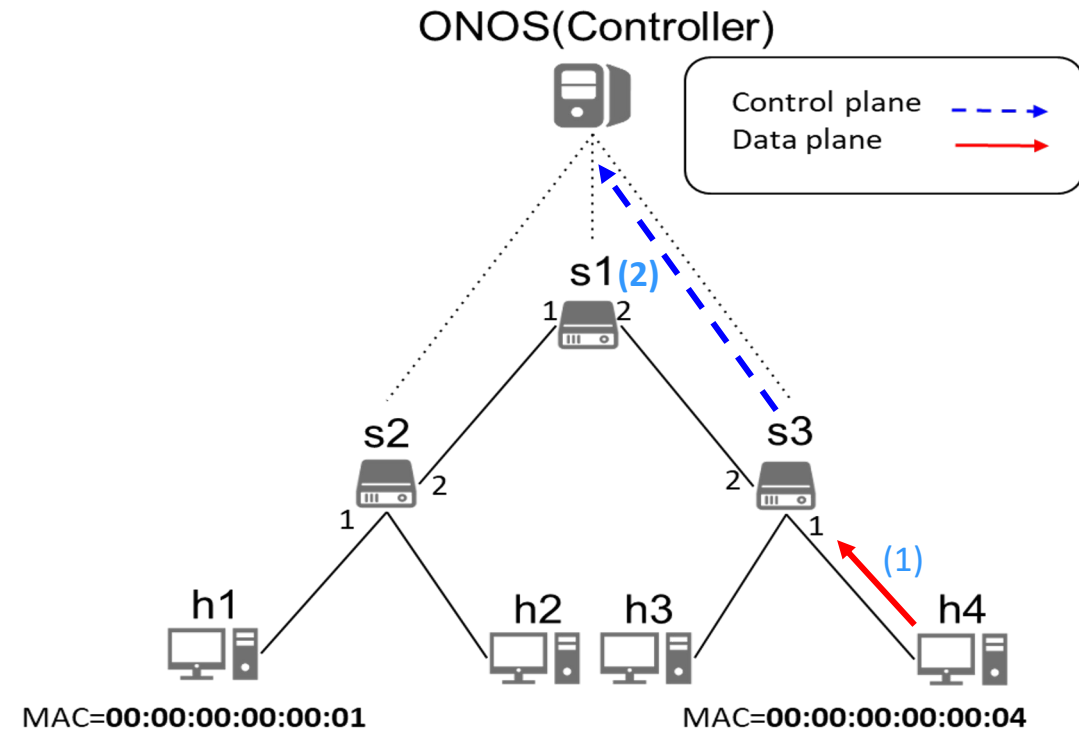 ONOS(Controller)
Control plane
Data plane
s1 (2)
1 2
s2
s3
2
2
1
1
(1)
h1
h2
h3
h4
MAC=00:00:00:00:00:01
MAC=00:00:00:00:00:04